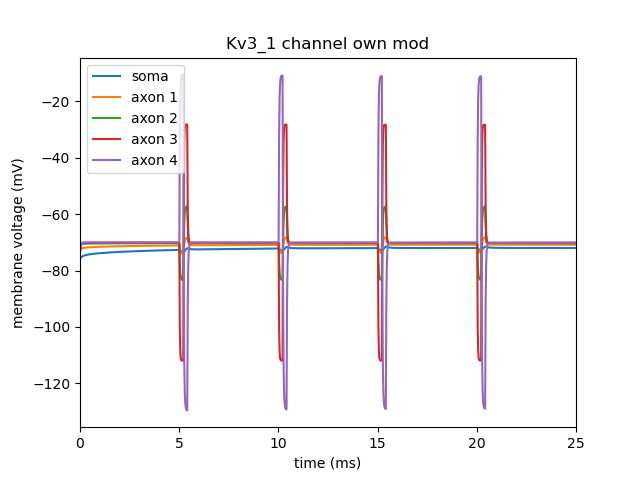 Kv3_1 channel own mod
soma
axon 1
axon 2
axon 3
axon 4
−20
−40
−60
−80
−100
−120
membrane voltage (mV)
0 5 10 15 20 25
time (ms)